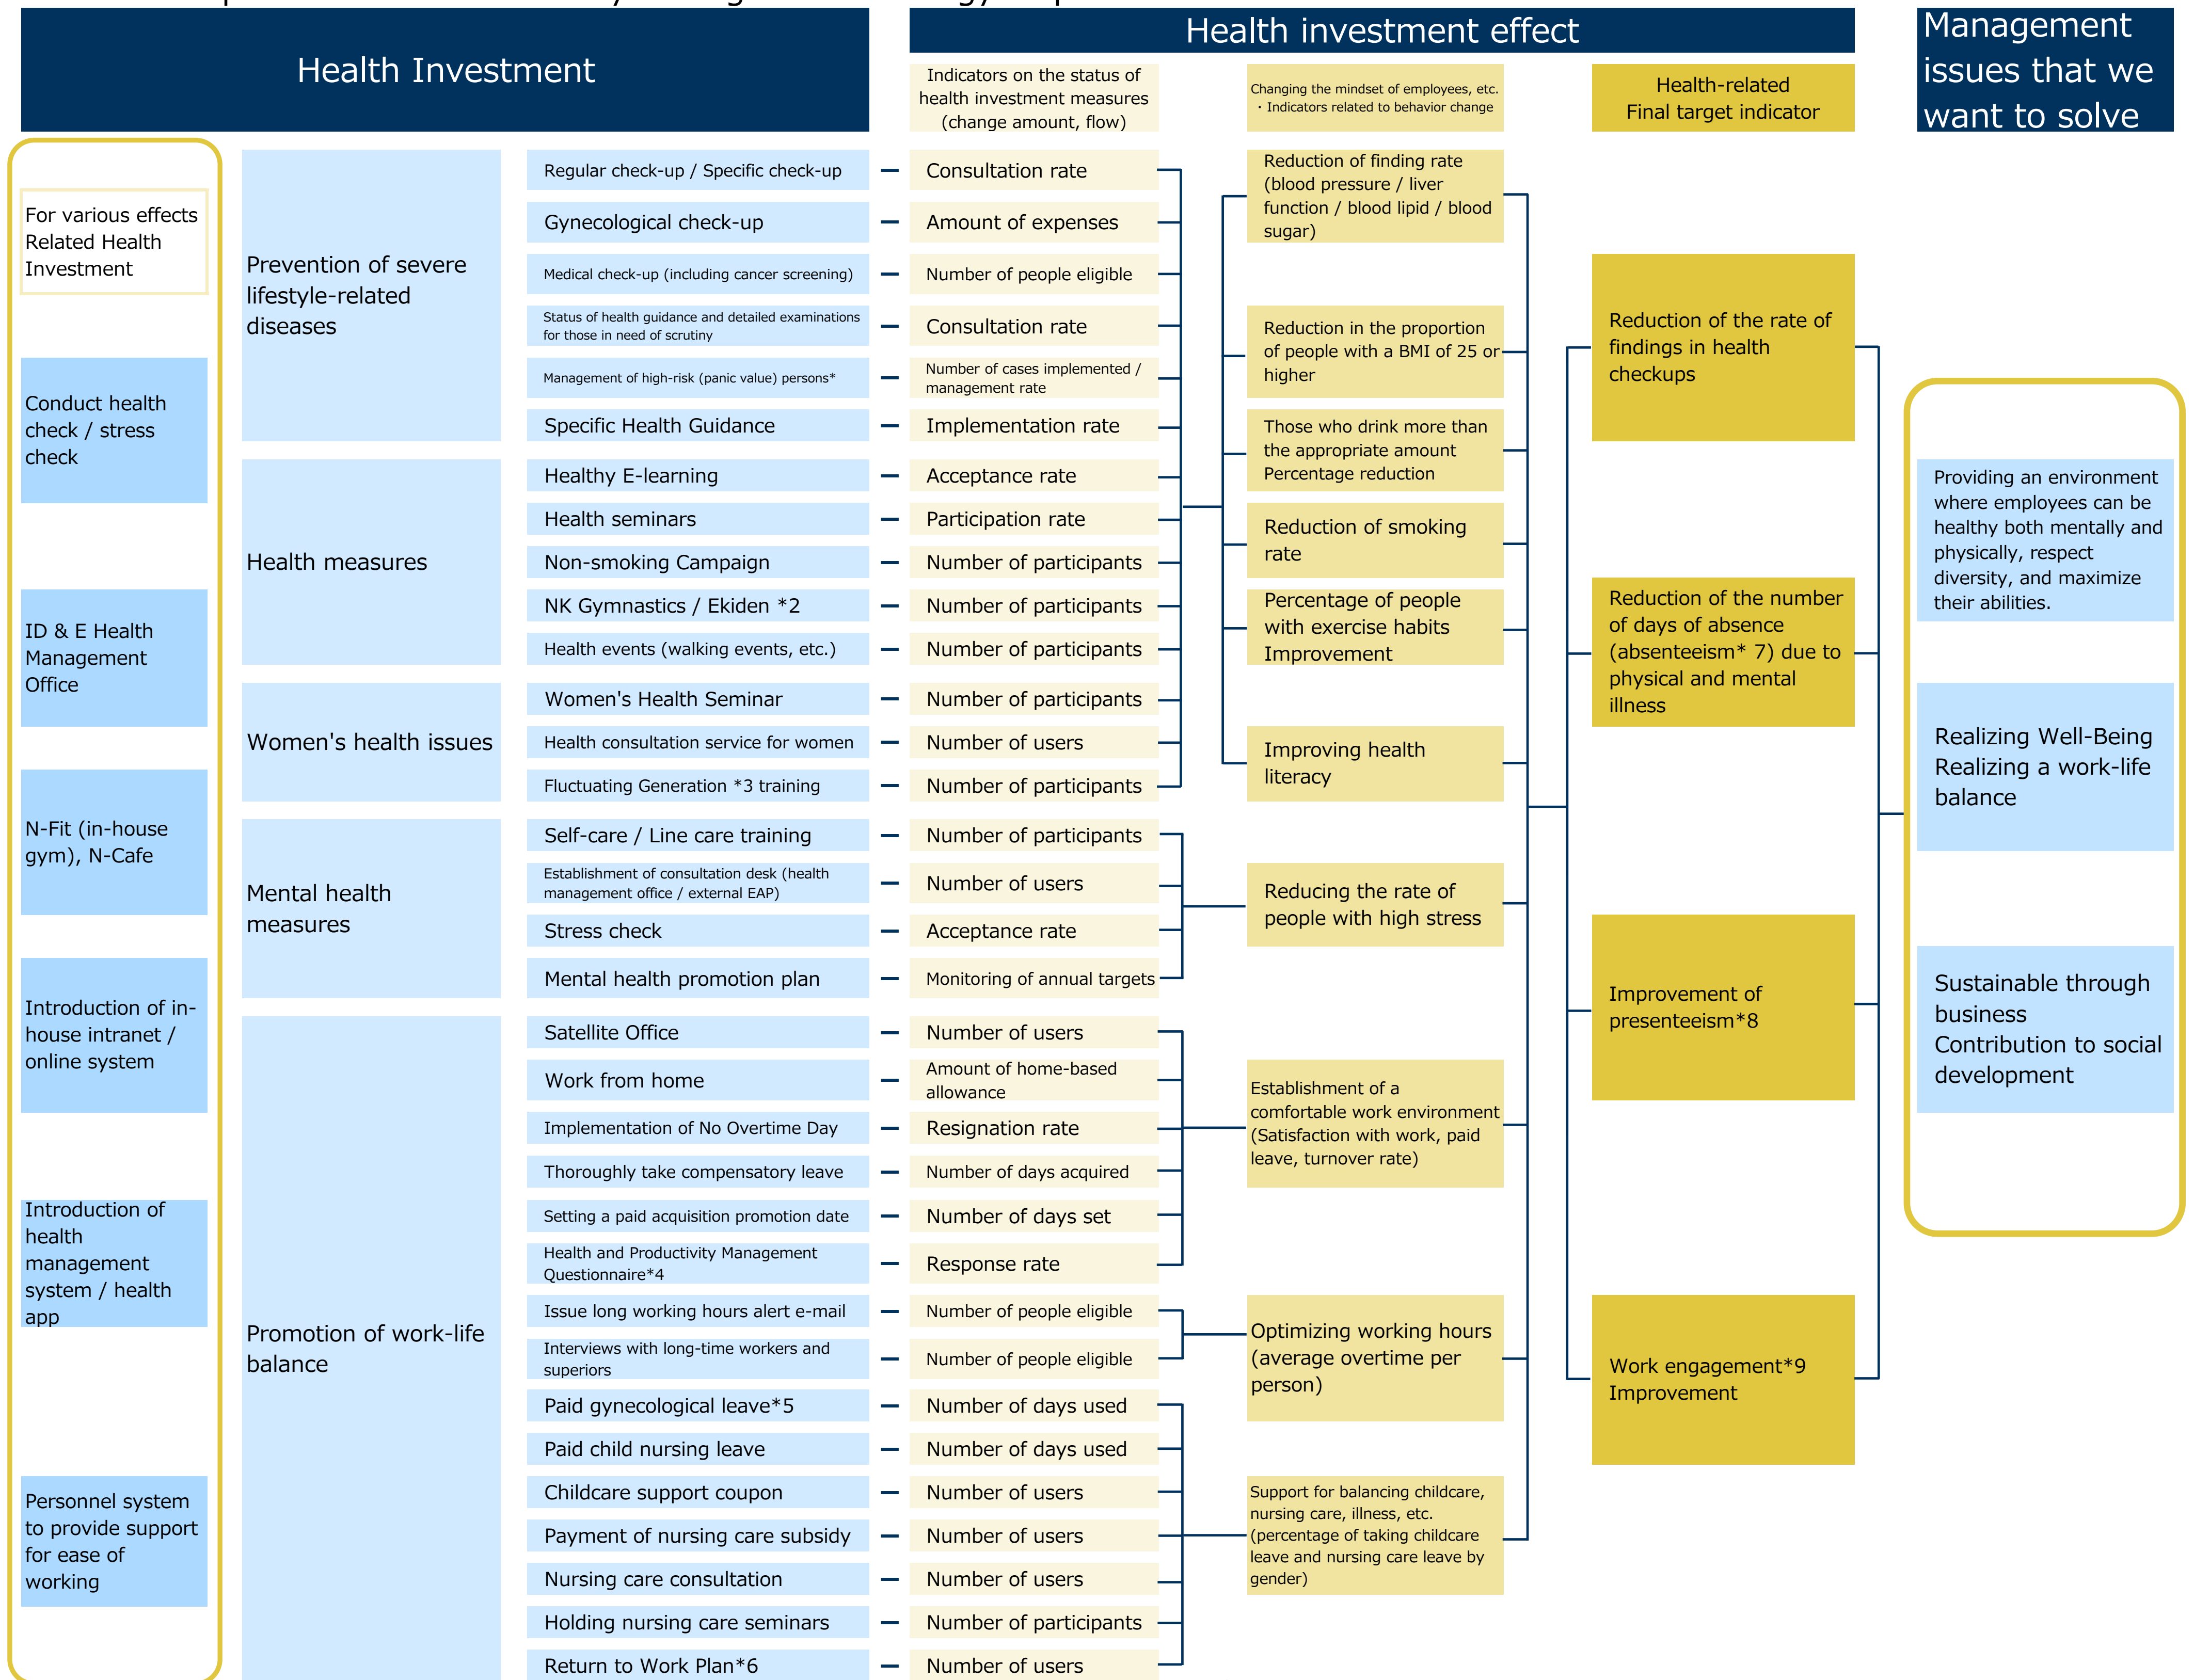 Health Investment
Health investment effect
Management
issues that we
want to solve
Indicators on the status of
health investment measures
(change amount, flow)
Changing the mindset of employees, etc.
・Indicators related to behavior change
Health-related
Final target indicator
For various effects
Related Health
Investment
Conduct health
check / stress
check
ID & E Health
Management
Office
N-Fit (in-house
gym), N-Cafe
Introduction of in-
house intranet /
online system
Introduction of
health
management
system / health
app
Personnel system
to provide support
for ease of
working
Prevention of severe
lifestyle-related
diseases
Regular check-up / Specific check-up
Consultation rate
Gynecological check-up
Amount of expenses
Medical check-up (including cancer screening)
Number of people eligible
Status of health guidance and detailed examinations
for those in need of scrutiny
Consultation rate
Management of high-risk (panic value) persons*
Number of cases implemented /
management rate
Specific Health Guidance
Implementation rate
Health measures
Healthy E-learning
Acceptance rate
Health seminars
Participation rate
Non-smoking Campaign
Number of participants
NK Gymnastics / Ekiden *2
Number of participants
Health events (walking events, etc.)
Number of participants
Women's health issues
Women's Health Seminar
Number of participants
Health consultation service for women
Number of users
Fluctuating Generation *3 training
Number of participants
Mental health
measures
Self-care / Line care training
Number of participants
Establishment of consultation desk (health
management office / external EAP)
Number of users
Stress check
Acceptance rate
Mental health promotion plan
Monitoring of annual targets
Promotion of work-life
balance
Satellite Office
Number of users
Work from home
Amount of home-based
allowance
Implementation of No Overtime Day
Resignation rate
Thoroughly take compensatory leave
Number of days acquired
Setting a paid acquisition promotion date
Number of days set
Health and Productivity Management
Questionnaire*4
Response rate
Issue long working hours alert e-mail
Number of people eligible
Interviews with long-time workers and
superiors
Number of people eligible
Paid gynecological leave*5
Number of days used
Paid child nursing leave
Number of days used
Childcare support coupon
Number of users
Payment of nursing care subsidy
Number of users
Nursing care consultation
Number of users
Holding nursing care seminars
Number of participants
Return to Work Plan*6
Number of users
Reduction of finding rate
(blood pressure / liver
function / blood lipid / blood
sugar)
Reduction in the proportion
of people with a BMI of 25 or
higher
Those who drink more than
the appropriate amount
Percentage reduction
Reduction of smoking
rate
Percentage of people
with exercise habits
Improvement
Improving health
literacy
Reducing the rate of
people with high stress
Establishment of a
comfortable work environment
(Satisfaction with work, paid
leave, turnover rate)
Optimizing working hours
(average overtime per
person)
Support for balancing childcare,
nursing care, illness, etc.
(percentage of taking childcare
leave and nursing care leave by
gender)
Reduction of the rate of
findings in health
checkups
Reduction of the number
of days of absence
(absenteeism* 7) due to
physical and mental
illness
Improvement of
presenteeism*8
Work engagement*9
Improvement
Providing an environment
where employees can be
healthy both mentally and
physically, respect
diversity, and maximize
their abilities.
Realizing Well-Being
Realizing a work-life
balance
Sustainable through
business
Contribution to social
development